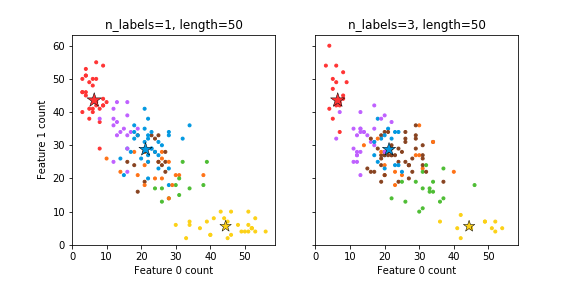 n_labels=1, length=50
n_labels=3, length=50
Feature 1 count
60
50
40
30
20
10
0
0 10 20 30 40 50
0 10 20 30 40 50
Feature 0 count
Feature 0 count